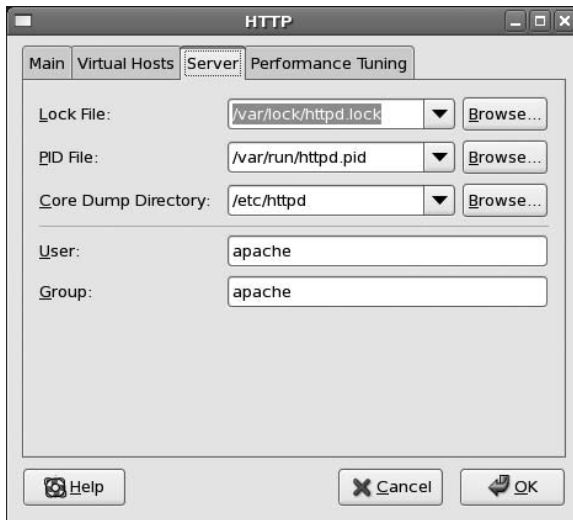 HTTP
Main Virtual Hosts Server Performance Tuning
Lock File: /var/lock/httpd.lock Browse...
PID File: /var/run/httpd.pid Browse...
Core Dump Directory: /etc/httpd Browse...
User: apache
Group: apache
Help Cancel OK